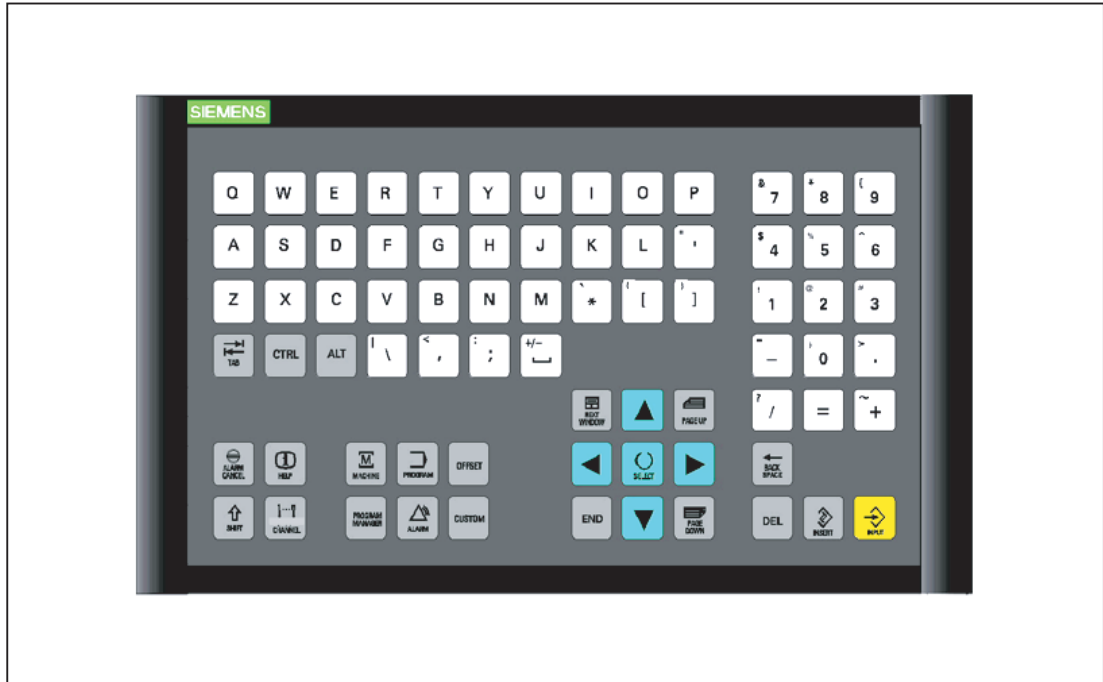 SIEMENS
Q W E R T Y U I O P & 7 * 8 ( 9
A S D F G H J K L " ' $ 4 % 5 ^ 6
Z X C V B N M * { [ } ] ! 1 @ 2 # 3
TAB CTRL ALT | \ < , : ; +/- _ ) 0 > .
NEXT WINDOW PAGE UP ? / = ~ +
ALARM CANCEL HELP M MACHINE PROGRAM OFFSET SELECT BACK SPACE
SHIFT 1...n CHANNEL PROGRAM MANAGER ALARM CUSTOM END PAGE DOWN DEL INSERT INPUT